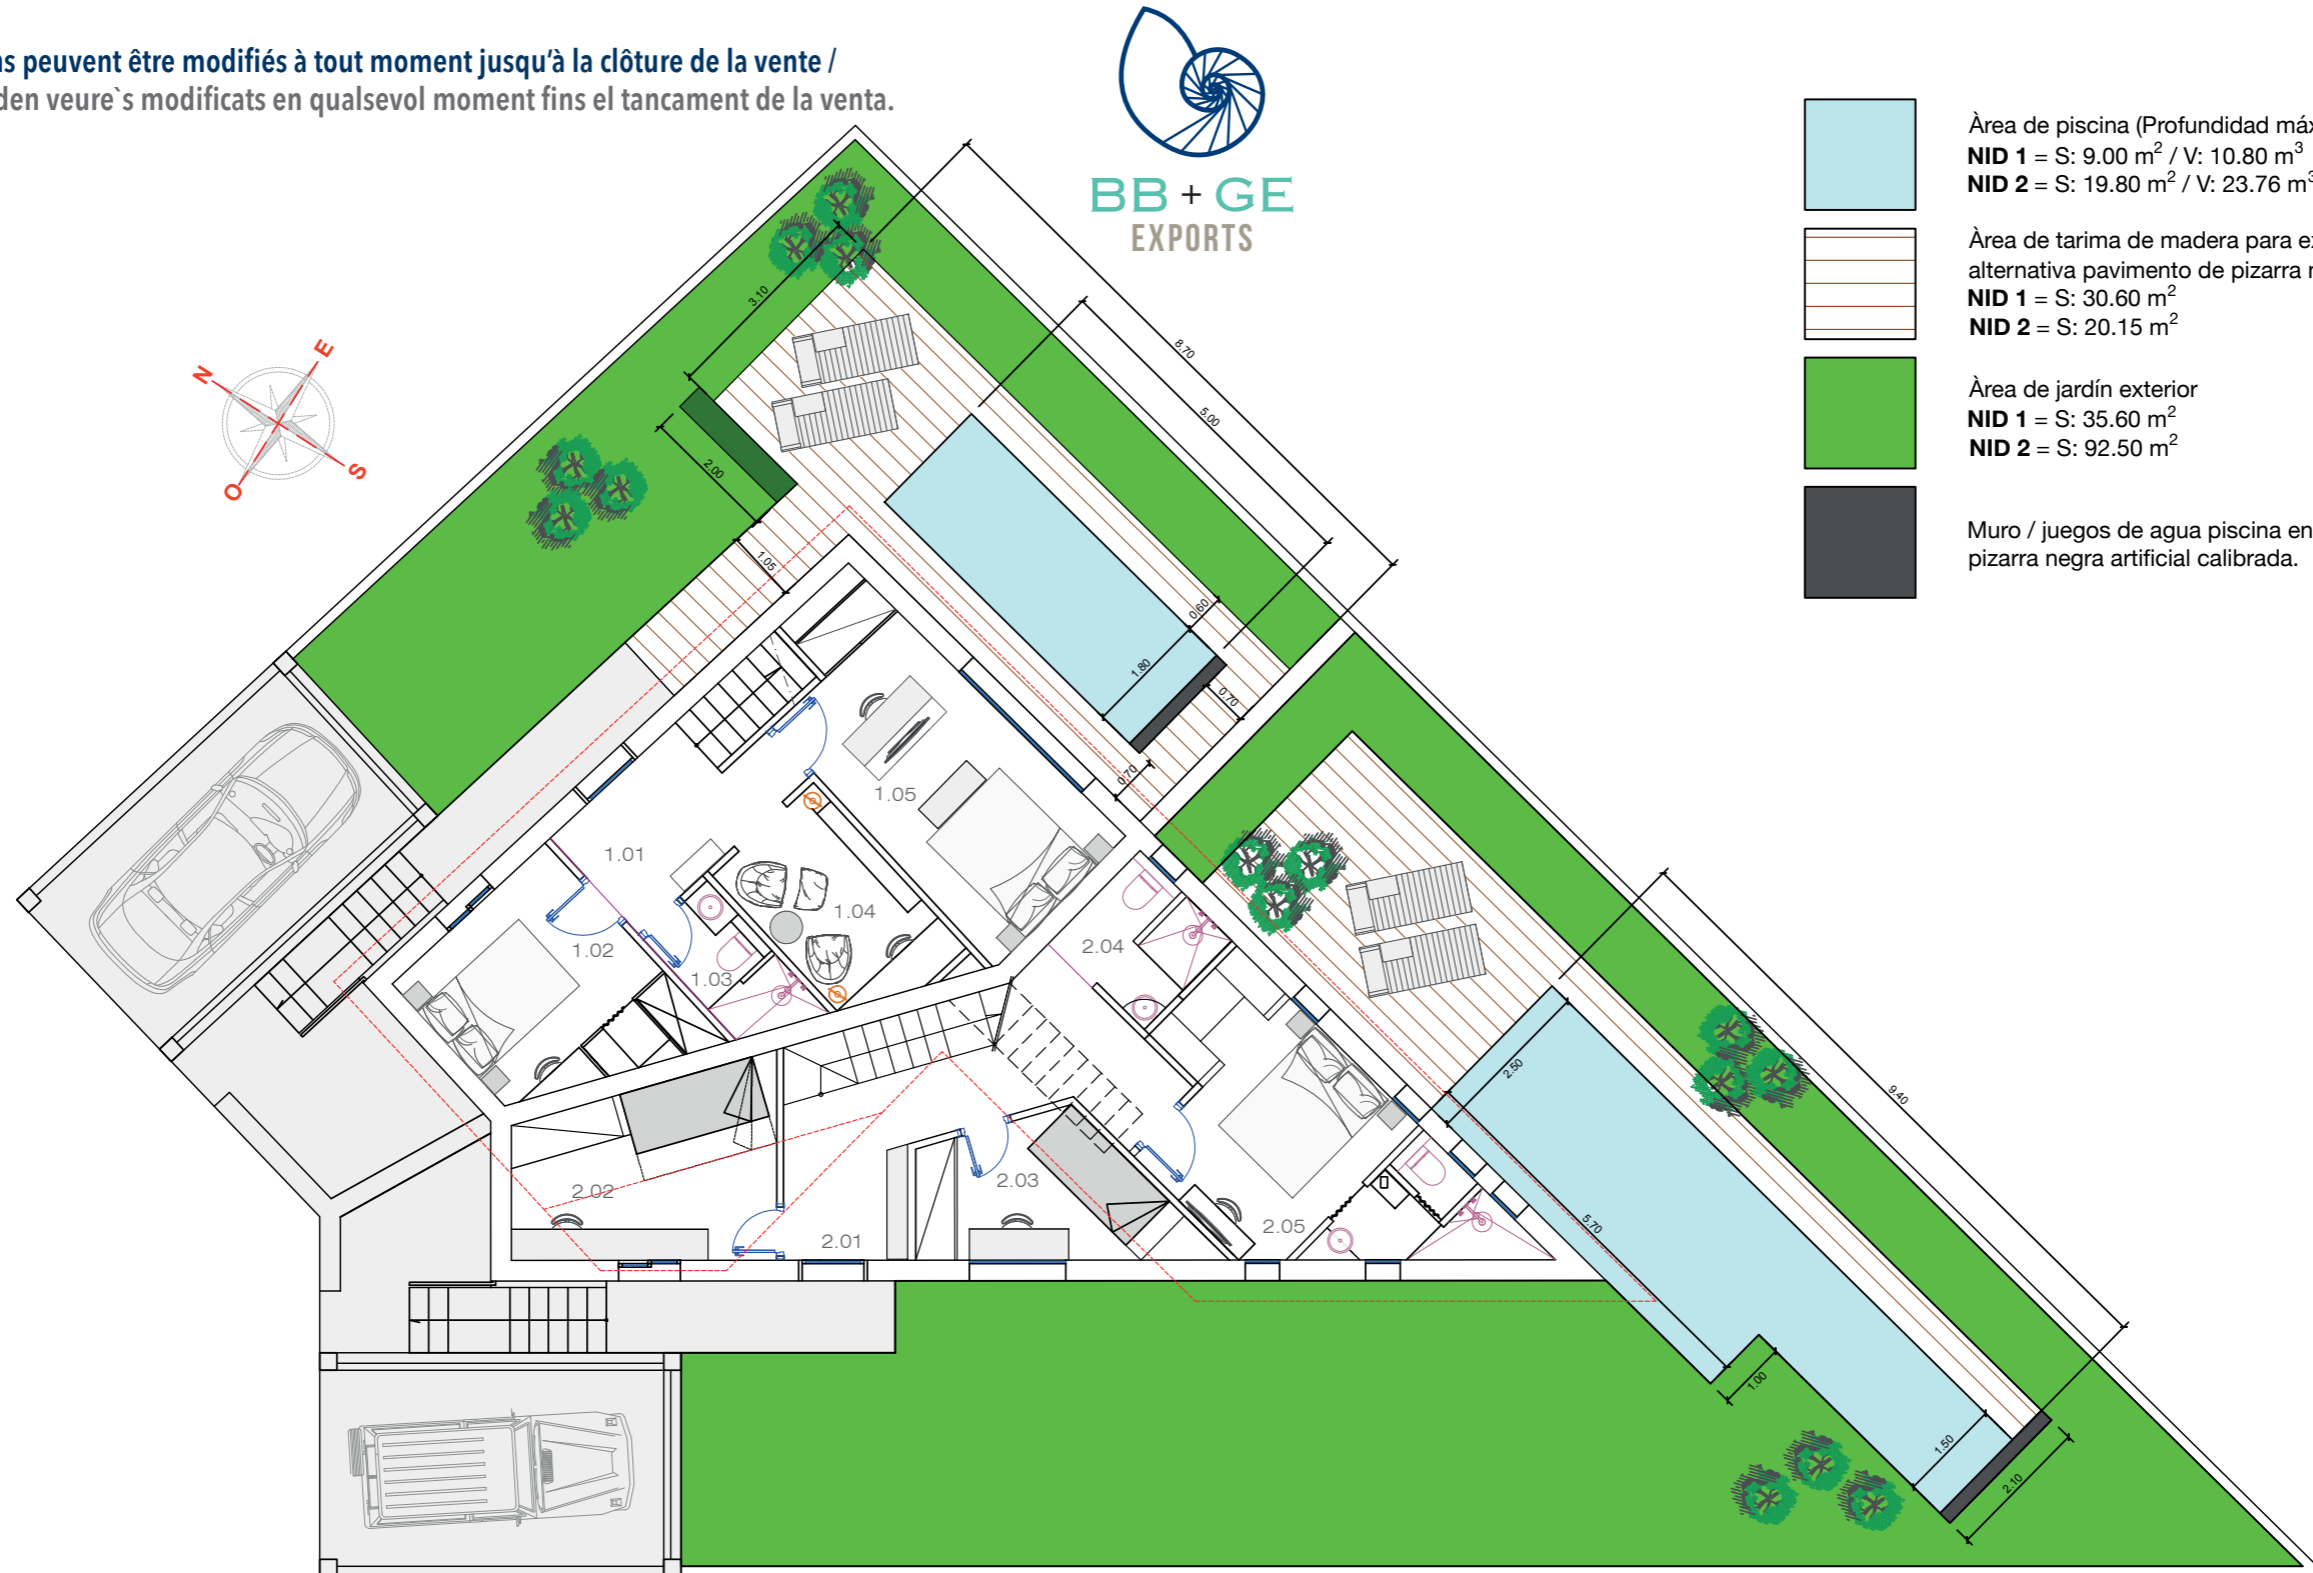 ns peuvent être modifiés à tout moment jusqu'à la clôture de la vente /
den veure`s modificats en qualsevol moment fins el tancament de la venta.
BB + GE
EXPORTS
Àrea de piscina (Profundidad máx
NID 1 = S: 9.00 m² / V: 10.80 m³
NID 2 = S: 19.80 m² / V: 23.76 m³
Àrea de tarima de madera para ex
alternativa pavimento de pizarra n
NID 1 = S: 30.60 m²
NID 2 = S: 20.15 m²
Àrea de jardín exterior
NID 1 = S: 35.60 m²
NID 2 = S: 92.50 m²
Muro / juegos de agua piscina en
pizarra negra artificial calibrada.
N
E
S
O
3.10
8.70
5.00
2.00
1.05
0.60
1.80
0.70
0.70
1.05
1.01
1.04
1.02
1.03
2.04
2.50
9.40
2.02
2.03
2.01
2.05
5.70
1.00
1.50
2.10